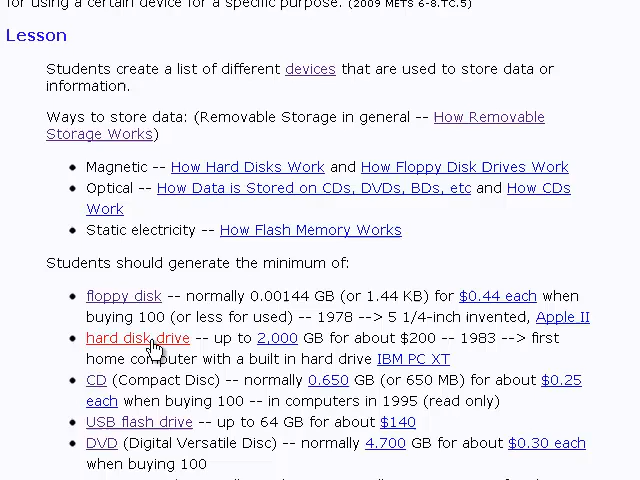 for using a certain device for a specific purpose. (2009 METS 6-8.TC.5)
Lesson
Students create a list of different devices that are used to store data or
information.
Ways to store data: (Removable Storage in general -- How Removable
Storage Works)
• Magnetic -- How Hard Disks Work and How Floppy Disk Drives Work
• Optical -- How Data is Stored on CDs, DVDs, BDs, etc and How CDs
Work
• Static electricity -- How Flash Memory Works
Students should generate the minimum of:
• floppy disk -- normally 0.00144 GB (or 1.44 KB) for $0.44 each when
buying 100 (or less for used) -- 1978 --> 5 1/4-inch invented, Apple II
• hard disk drive -- up to 2,000 GB for about $200 -- 1983 --> first
home computer with a built in hard drive IBM PC XT
• CD (Compact Disc) -- normally 0.650 GB (or 650 MB) for about $0.25
each when buying 100 -- in computers in 1995 (read only)
• USB flash drive -- up to 64 GB for about $140
• DVD (Digital Versatile Disc) -- normally 4.700 GB for about $0.30 each
when buying 100